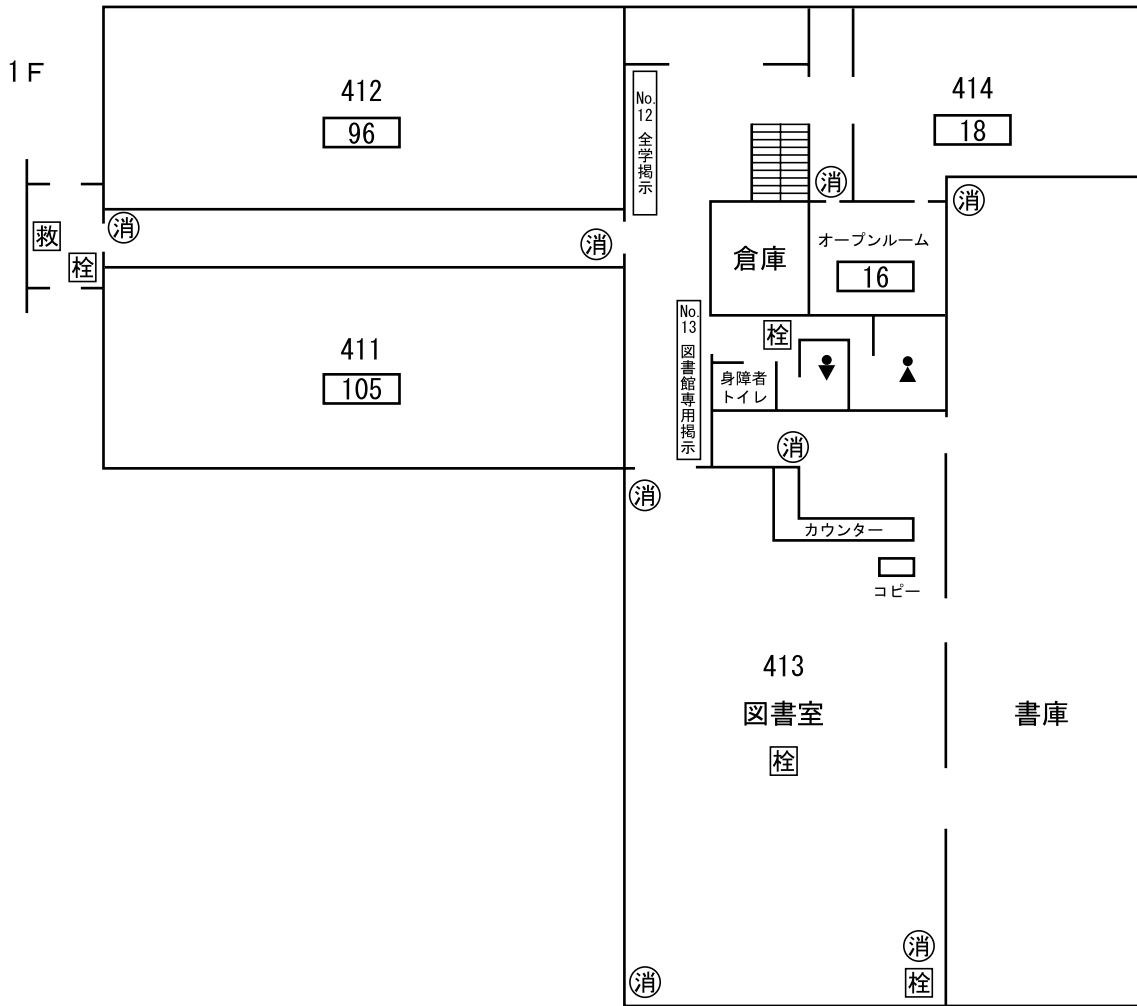 1F
412
96
No.12 全学掲示
414
18
消
消
救
消
栓
消
倉庫
オープンルーム
16
411
105
No.13 図書館専用掲示
栓
身障者
トイレ
消
消
カウンター
コピー
413
図書室
栓
書庫
消
栓
消